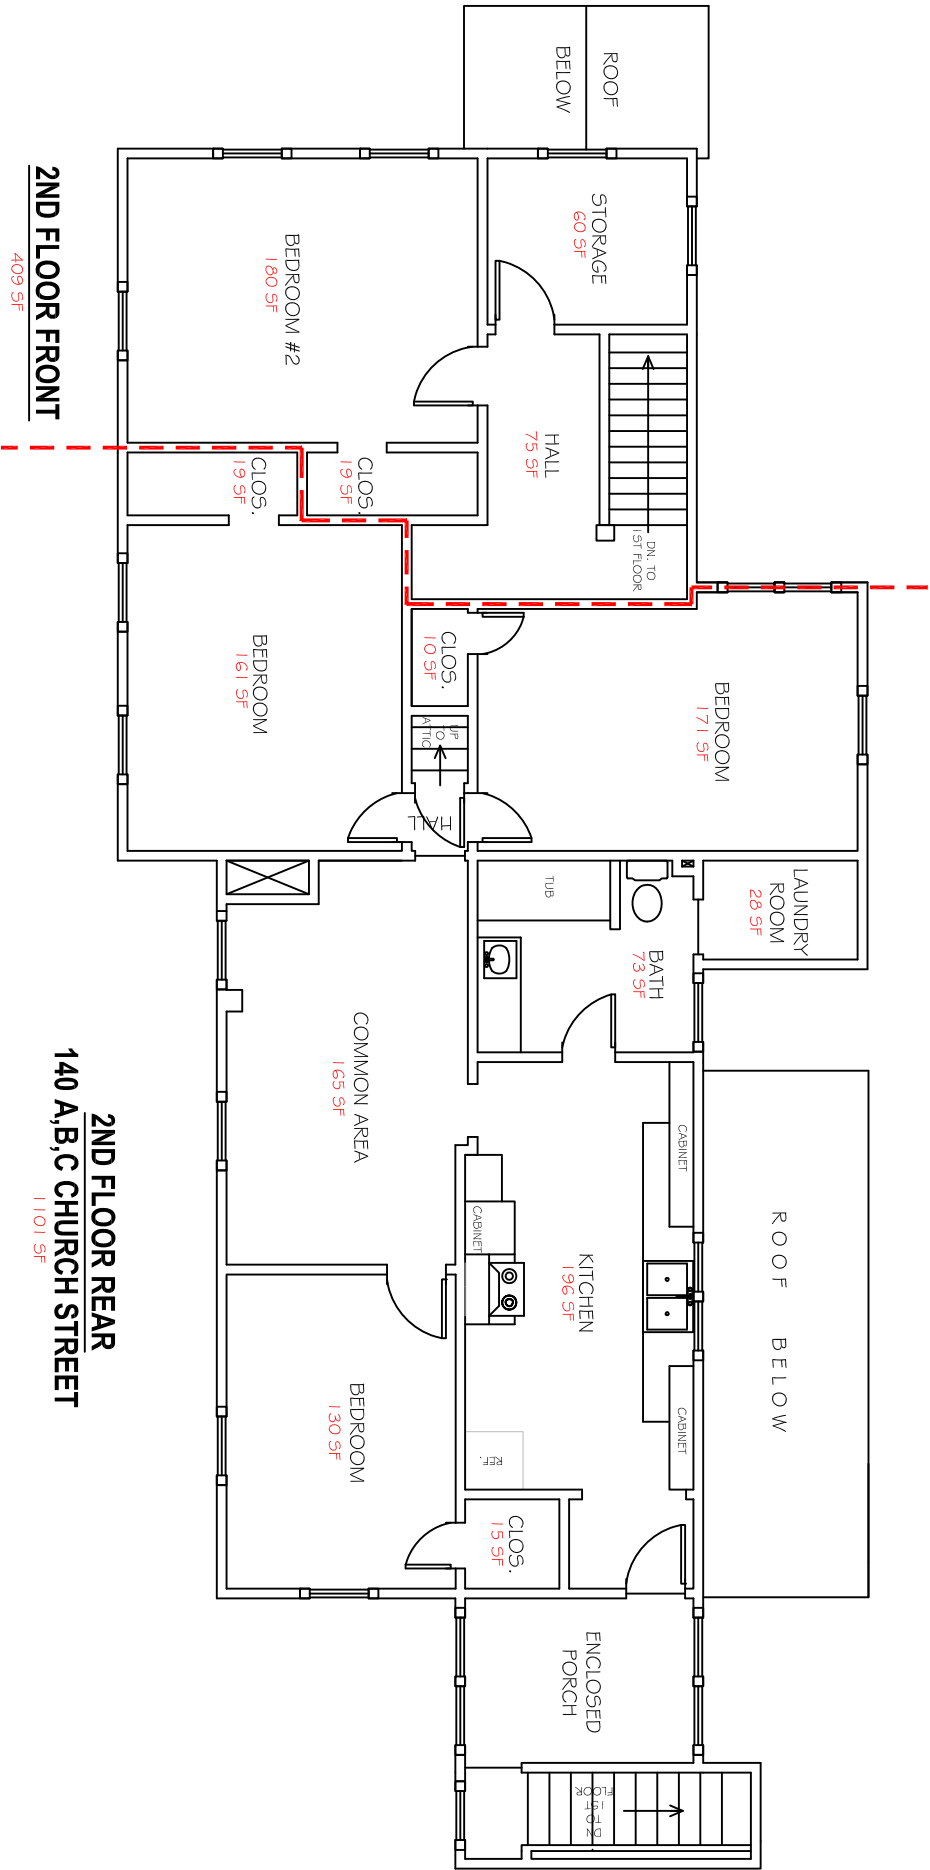 ROOF
BELOW
STORAGE
60 SF
BEDROOM #2
180 SF
2ND FLOOR FRONT
409 SF
HALL
75 SF
CLOS.
19 SF
CLOS.
19 SF
DN. TO
1ST FLOOR
BEDROOM
171 SF
CLOS.
10 SF
BEDROOM
161 SF
UP
TO
ATTIC
HALL
LAUNDRY
ROOM
28 SF
TUB
BATH
73 SF
COMMON AREA
165 SF
CABINET
CABINET
KITCHEN
196 SF
CABINET
REF.
ROOF BELOW
BEDROOM
130 SF
CLOS.
15 SF
2ND FLOOR REAR
140 A,B,C CHURCH STREET
1101 SF
ENCLOSED
PORCH
DN
TO
1ST
FLOOR